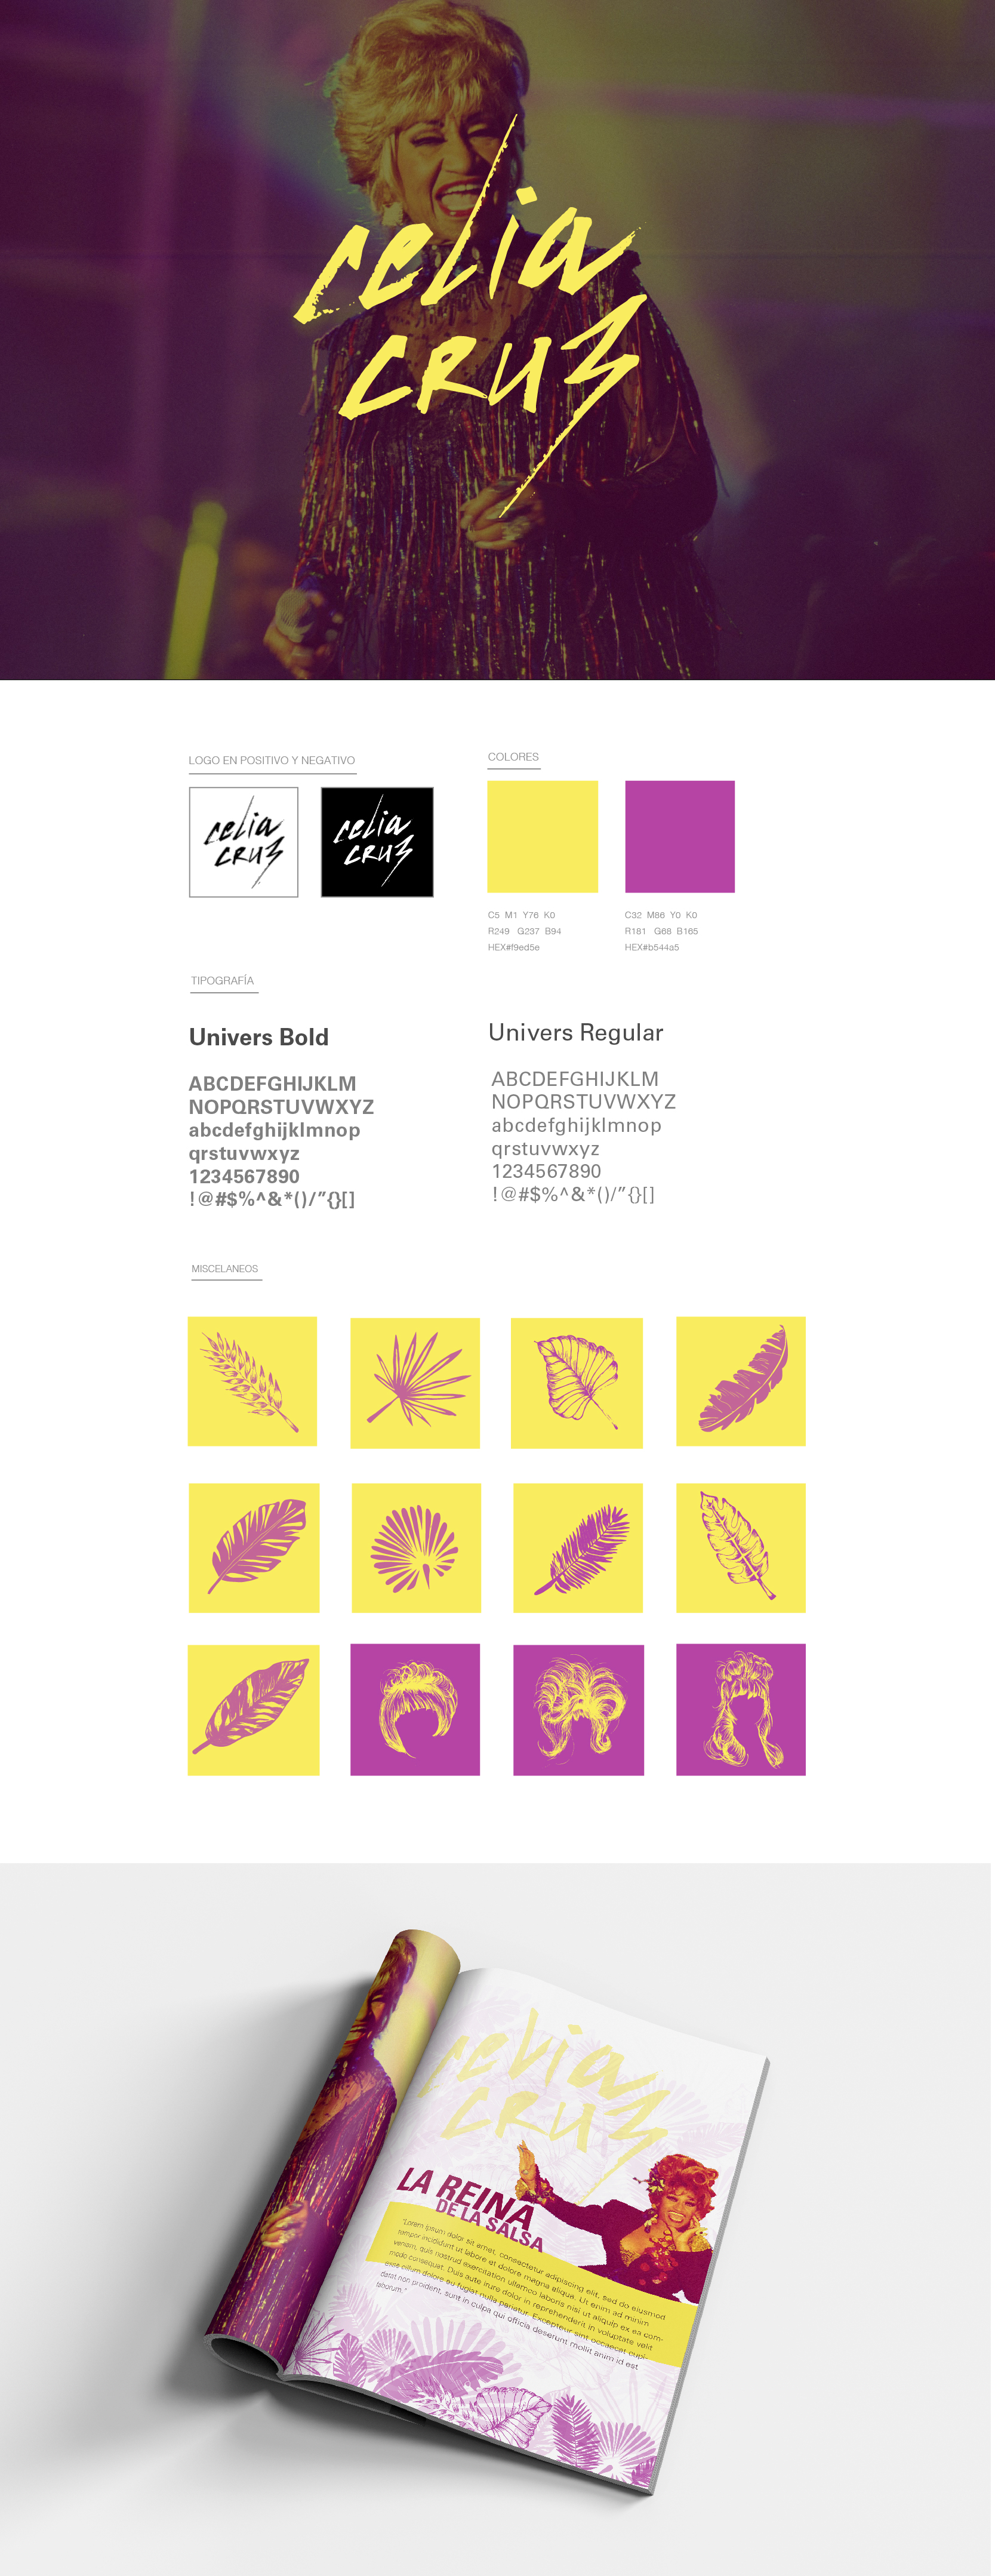 celia
cruz
LOGO EN POSITIVO Y NEGATIVO
COLORES
celia
cruz
celia
cruz
C5 M1 Y76 K0
R249 G237 B94
HEX#f9ed5e
C32 M86 Y0 K0
R181 G68 B165
HEX#b544a5
TIPOGRAFÍA
Univers Bold
ABCDEFGHIJKLM
NOPQRSTUVWXYZ
abcdefghijklmnop
qrstuvwxyz
1234567890
!@#$%^&*()/”{}[]
Univers Regular
ABCDEFGHIJKLM
NOPQRSTUVWXYZ
abcdefghijklmnop
qrstuvwxyz
1234567890
!@#$%^&*()/”{}[]
MISCELANEOS
celia
cruz
LA REINA
DE LA SALSA
"Lorem ipsum dolor sit amet, consectetur adipiscing elit, sed do eiusmod
tempor incididunt ut labore et dolore magna aliqua. Ut enim ad minim
veniam, quis nostrud exercitation ullamco laboris nisi ut aliquip ex ea com-
modo consequat. Duis aute irure dolor in reprehenderit in voluptate velit
esse cillum dolore eu fugiat nulla pariatur. Excepteur sint occaecat cupi-
datat non proident, sunt in culpa qui officia deserunt mollit anim id est
laborum."